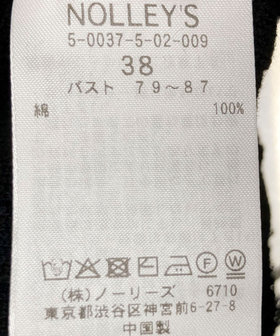 NOLLEY'S
5-0037-5-02-009
38
バスト 79～87
綿 100%
(株)ノーリーズ 6710
東京都渋谷区神宮前6-27-8
中国製